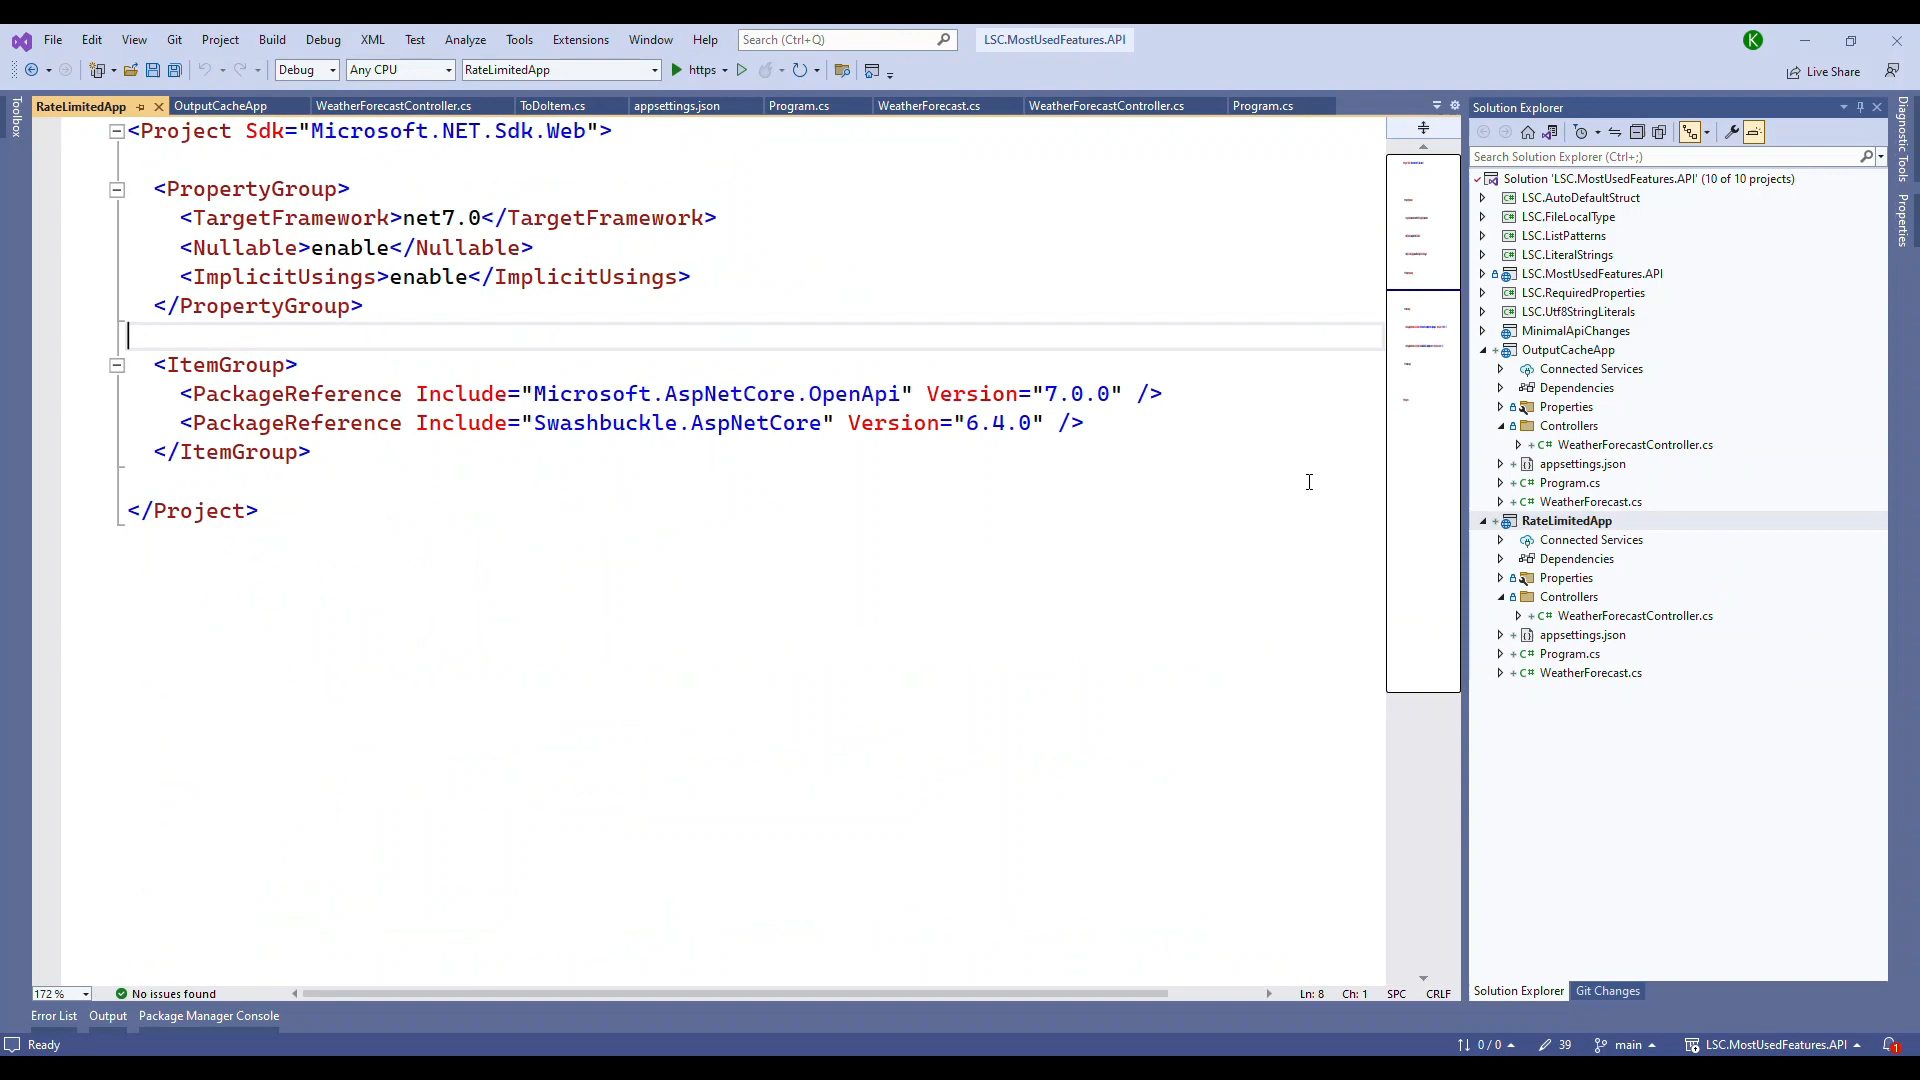 File Edit View Git Project Build Debug XML Test Analyze Tools Extensions Window Help Search (Ctrl+Q) LSC.MostUsedFeatures.API K
Debug Any CPU RateLimitedApp https Live Share
RateLimitedApp OutputCacheApp WeatherForecastController.cs ToDoItem.cs appsettings.json Program.cs WeatherForecast.cs WeatherForecastController.cs Program.cs
Toolbox
<Project Sdk="Microsoft.NET.Sdk.Web">
<PropertyGroup>
<TargetFramework>net7.0</TargetFramework>
<Nullable>enable</Nullable>
<ImplicitUsings>enable</ImplicitUsings>
</PropertyGroup>
<ItemGroup>
<PackageReference Include="Microsoft.AspNetCore.OpenApi" Version="7.0.0" />
<PackageReference Include="Swashbuckle.AspNetCore" Version="6.4.0" />
</ItemGroup>
</Project>
172 % No issues found Ln: 8 Ch: 1 SPC CRLF
Solution Explorer
Search Solution Explorer (Ctrl+;)
Solution 'LSC.MostUsedFeatures.API' (10 of 10 projects)
LSC.AutoDefaultStruct
LSC.FileLocalType
LSC.ListPatterns
LSC.LiteralStrings
LSC.MostUsedFeatures.API
LSC.RequiredProperties
LSC.Utf8StringLiterals
MinimalApiChanges
OutputCacheApp
Connected Services
Dependencies
Properties
Controllers
C# WeatherForecastController.cs
appsettings.json
C# Program.cs
C# WeatherForecast.cs
RateLimitedApp
Connected Services
Dependencies
Properties
Controllers
C# WeatherForecastController.cs
appsettings.json
C# Program.cs
C# WeatherForecast.cs
Solution Explorer Git Changes
Diagnostic Tools
Properties
Error List Output Package Manager Console
Ready 0 / 0 39 main LSC.MostUsedFeatures.API 1